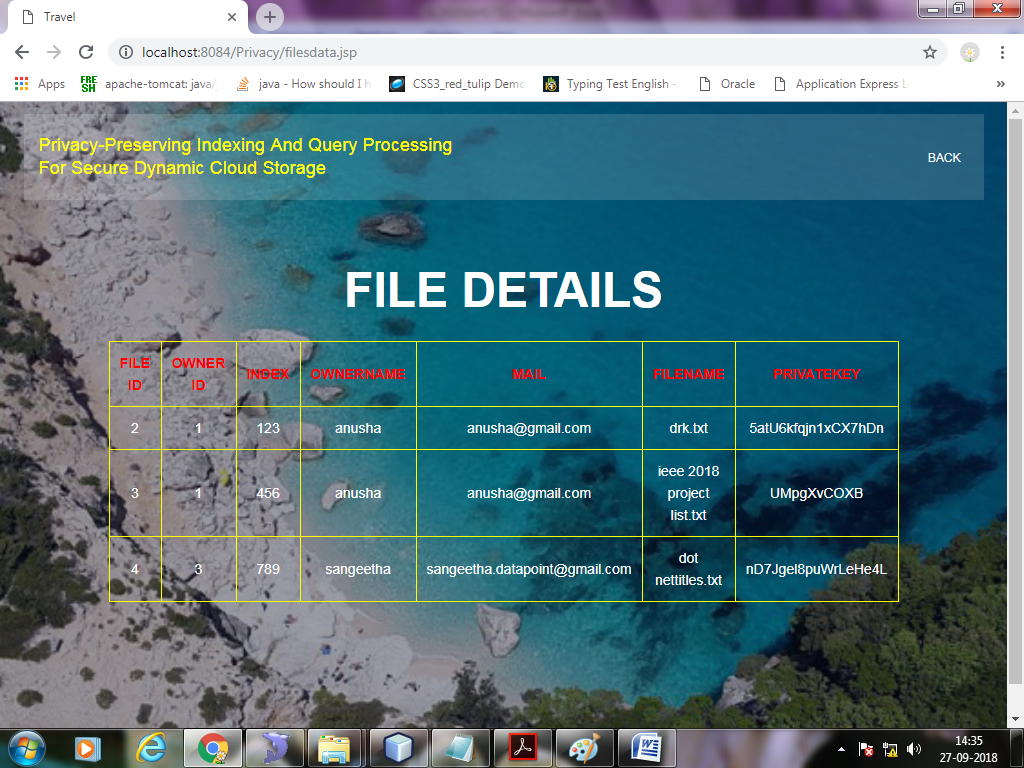 Travel
localhost:8084/Privacy/filesdata.jsp
Apps
apache-tomcat: java/
java - How should I h
CSS3_red_tulip Demo
Typing Test English -
Oracle
Application Express L
»
Privacy-Preserving Indexing And Query Processing
For Secure Dynamic Cloud Storage
BACK
FILE DETAILS
FILE ID OWNER ID INDEX OWNERNAME MAIL FILENAME PRIVATEKEY
2 1 123 anusha anusha@gmail.com drk.txt 5atU6kfqjn1xCX7hDn
3 1 456 anusha anusha@gmail.com ieee 2018 project list.txt UMpgXvCOXB
4 3 789 sangeetha sangeetha.datapoint@gmail.com dot nettitles.txt nD7Jgel8puWrLeHe4L
14:35
27-09-2018